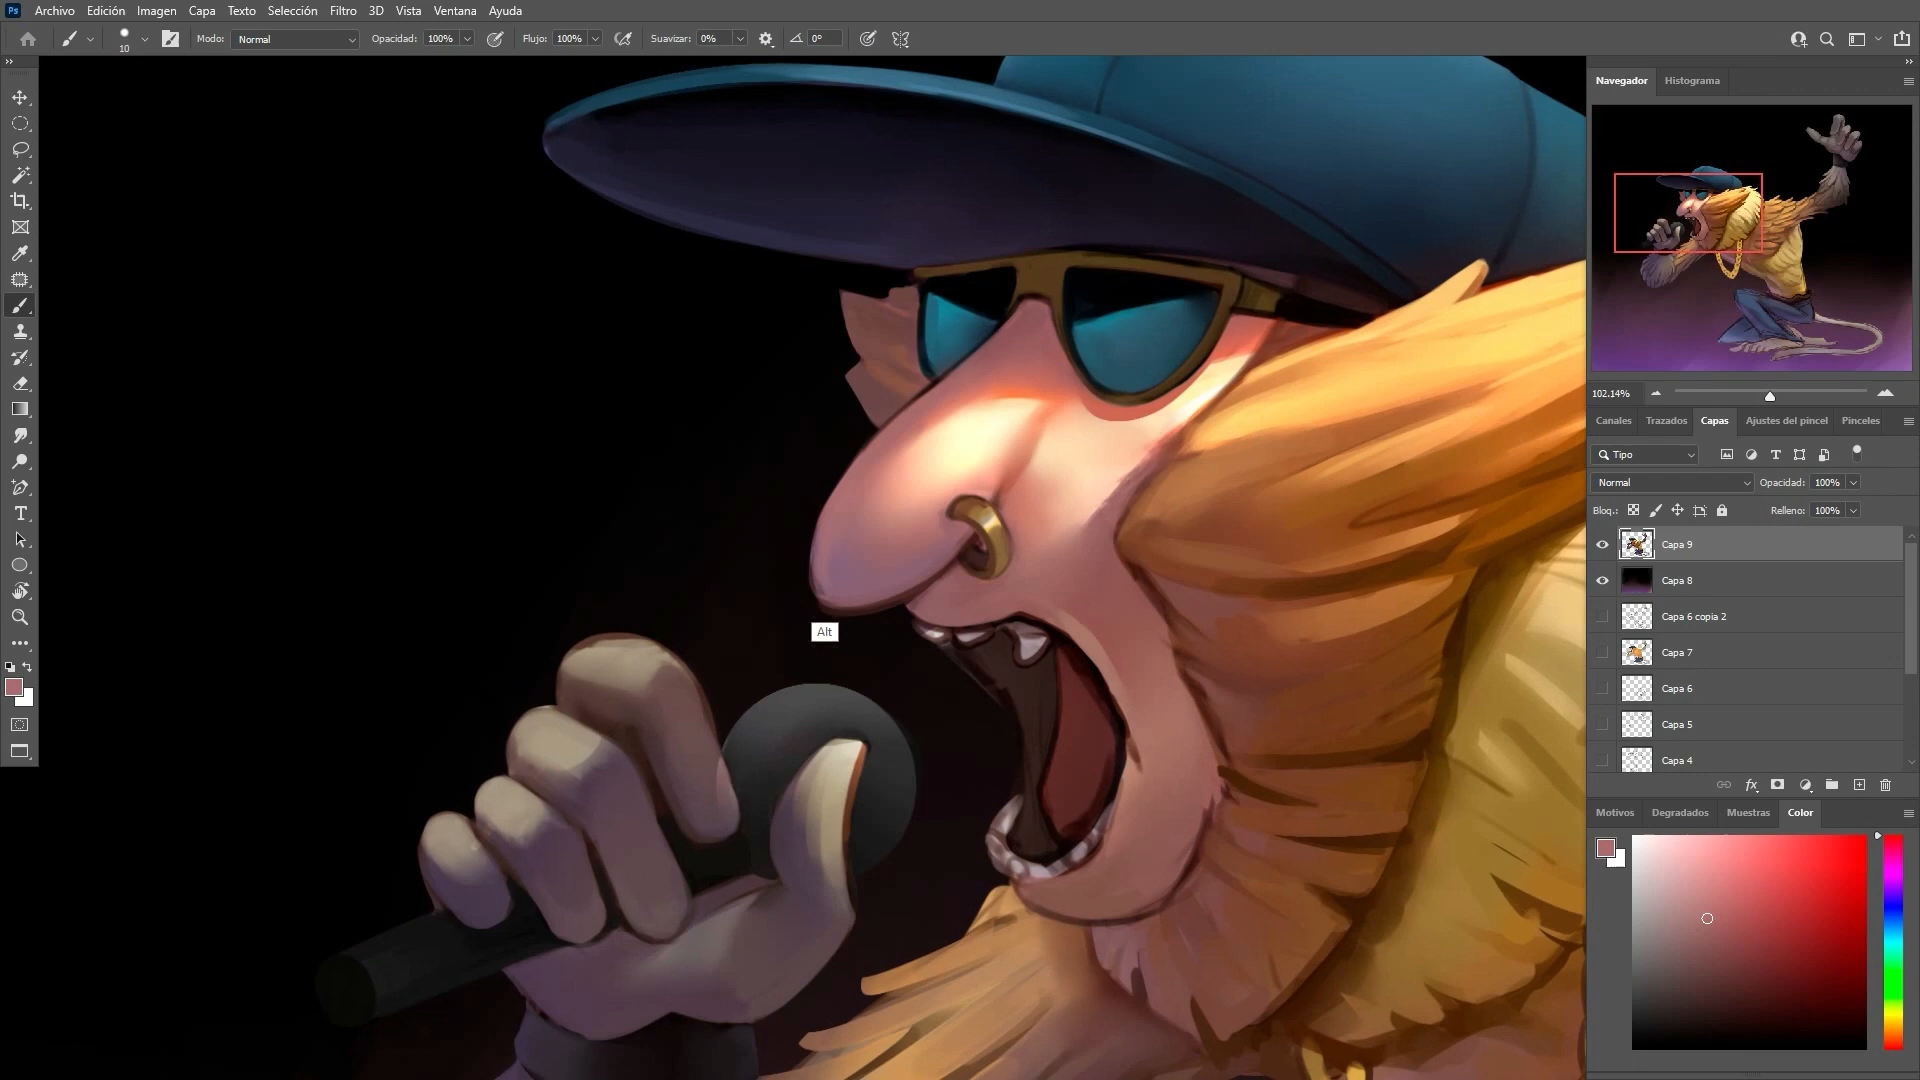 Ps Archivo Edición Imagen Capa Texto Selección Filtro 3D Vista Ventana Ayuda
10 Modo: Normal Opacidad: 100% Flujo: 100% Suavizar: 0% 0°
Navegador Histograma
102.14%
Canales Trazados Capas Ajustes del pincel Pinceles
Tipo
Normal Opacidad: 100%
Bloq.: Relleno: 100%
Capa 9
Capa 8
Capa 6 copia 2
Capa 7
Capa 6
Capa 5
Capa 4
fx
Motivos Degradados Muestras Color
Alt